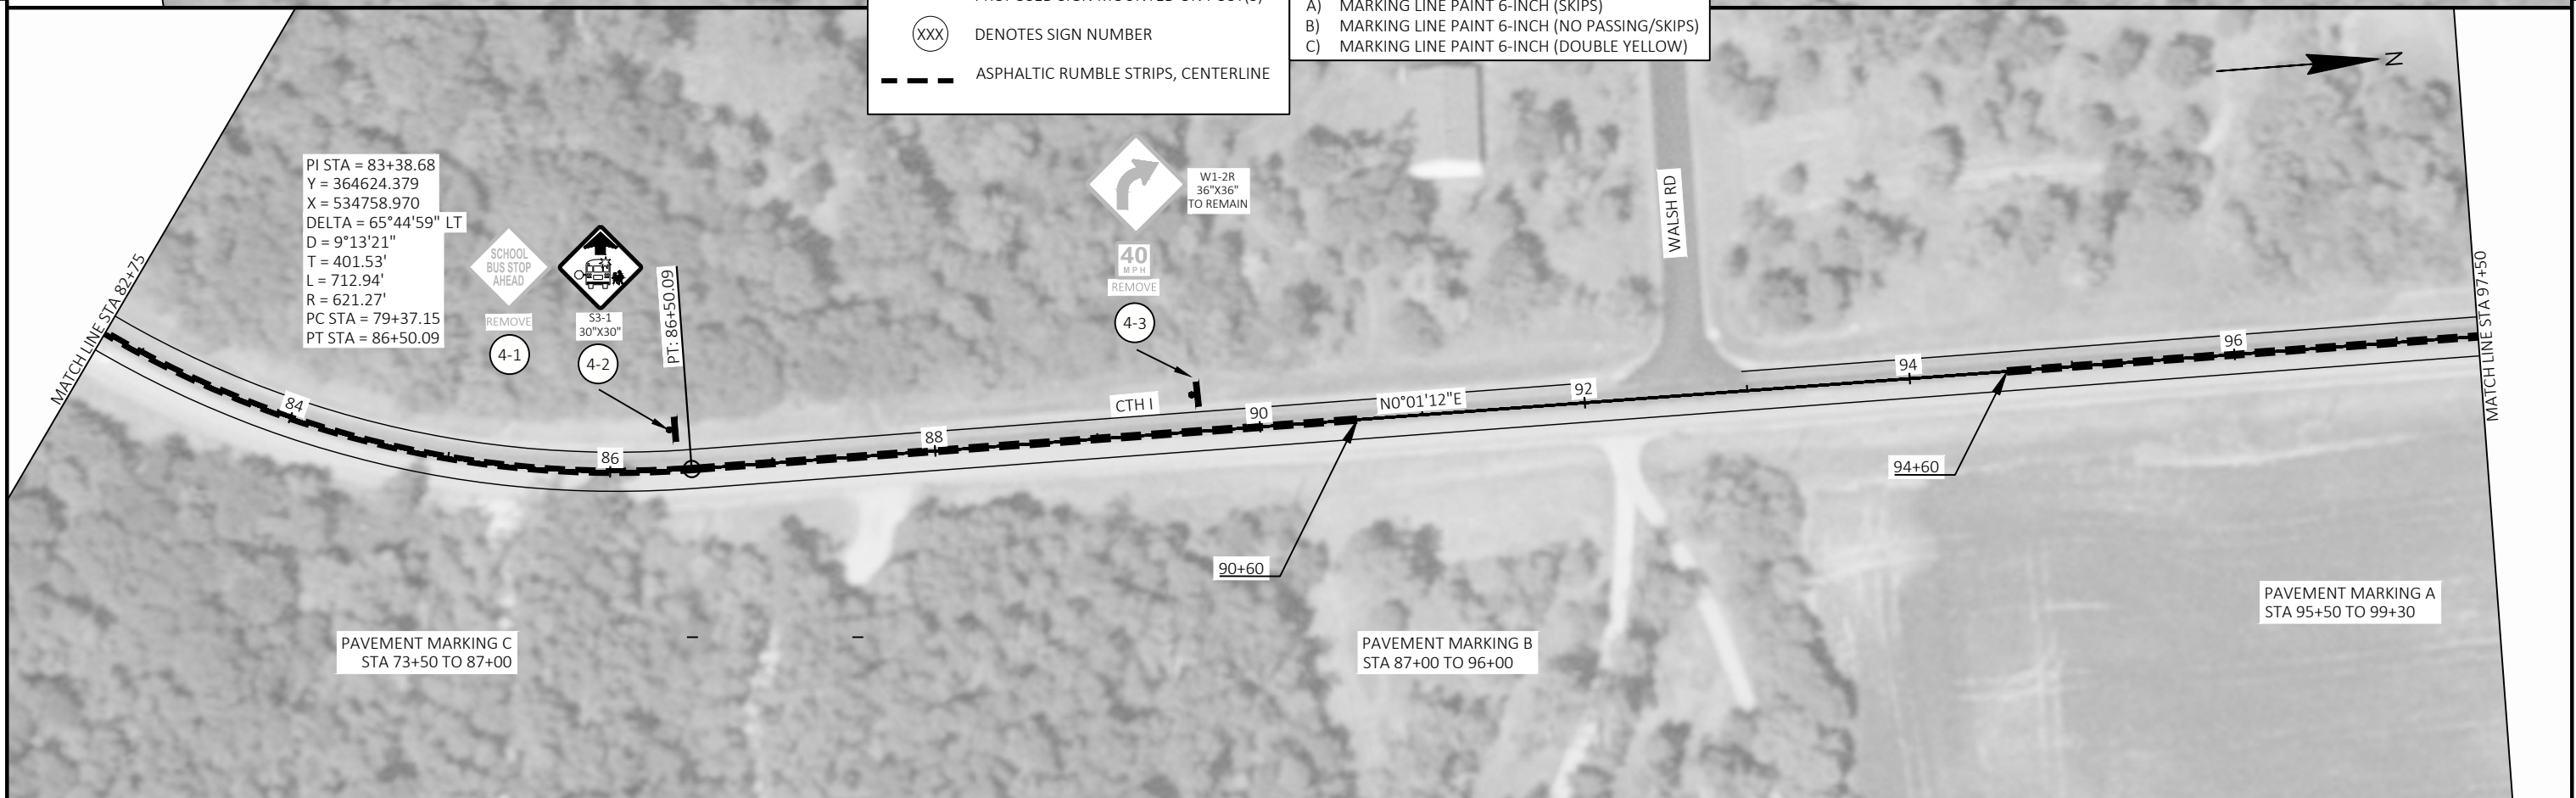 (XXX) DENOTES SIGN NUMBER
ASPHALTIC RUMBLE STRIPS, CENTERLINE
A) MARKING LINE PAINT 6-INCH (SKIPS)
B) MARKING LINE PAINT 6-INCH (NO PASSING/SKIPS)
C) MARKING LINE PAINT 6-INCH (DOUBLE YELLOW)
N
MATCH LINE STA 82+75
PI STA = 83+38.68
Y = 364624.379
X = 534758.970
DELTA = 65°44'59" LT
D = 9°13'21"
T = 401.53'
L = 712.94'
R = 621.27'
PC STA = 79+37.15
PT STA = 86+50.09
SCHOOL
BUS STOP
AHEAD
REMOVE
4-1
S3-1
30"X30"
4-2
PT: 86+50.09
W1-2R
36"X36"
TO REMAIN
40
MPH
REMOVE
4-3
WALSH RD
MATCH LINE STA 97+50
84
86
88
CTH I
90
N0°01'12"E
92
94
96
90+60
94+60
PAVEMENT MARKING C
STA 73+50 TO 87+00
PAVEMENT MARKING B
STA 87+00 TO 96+00
PAVEMENT MARKING A
STA 95+50 TO 99+30